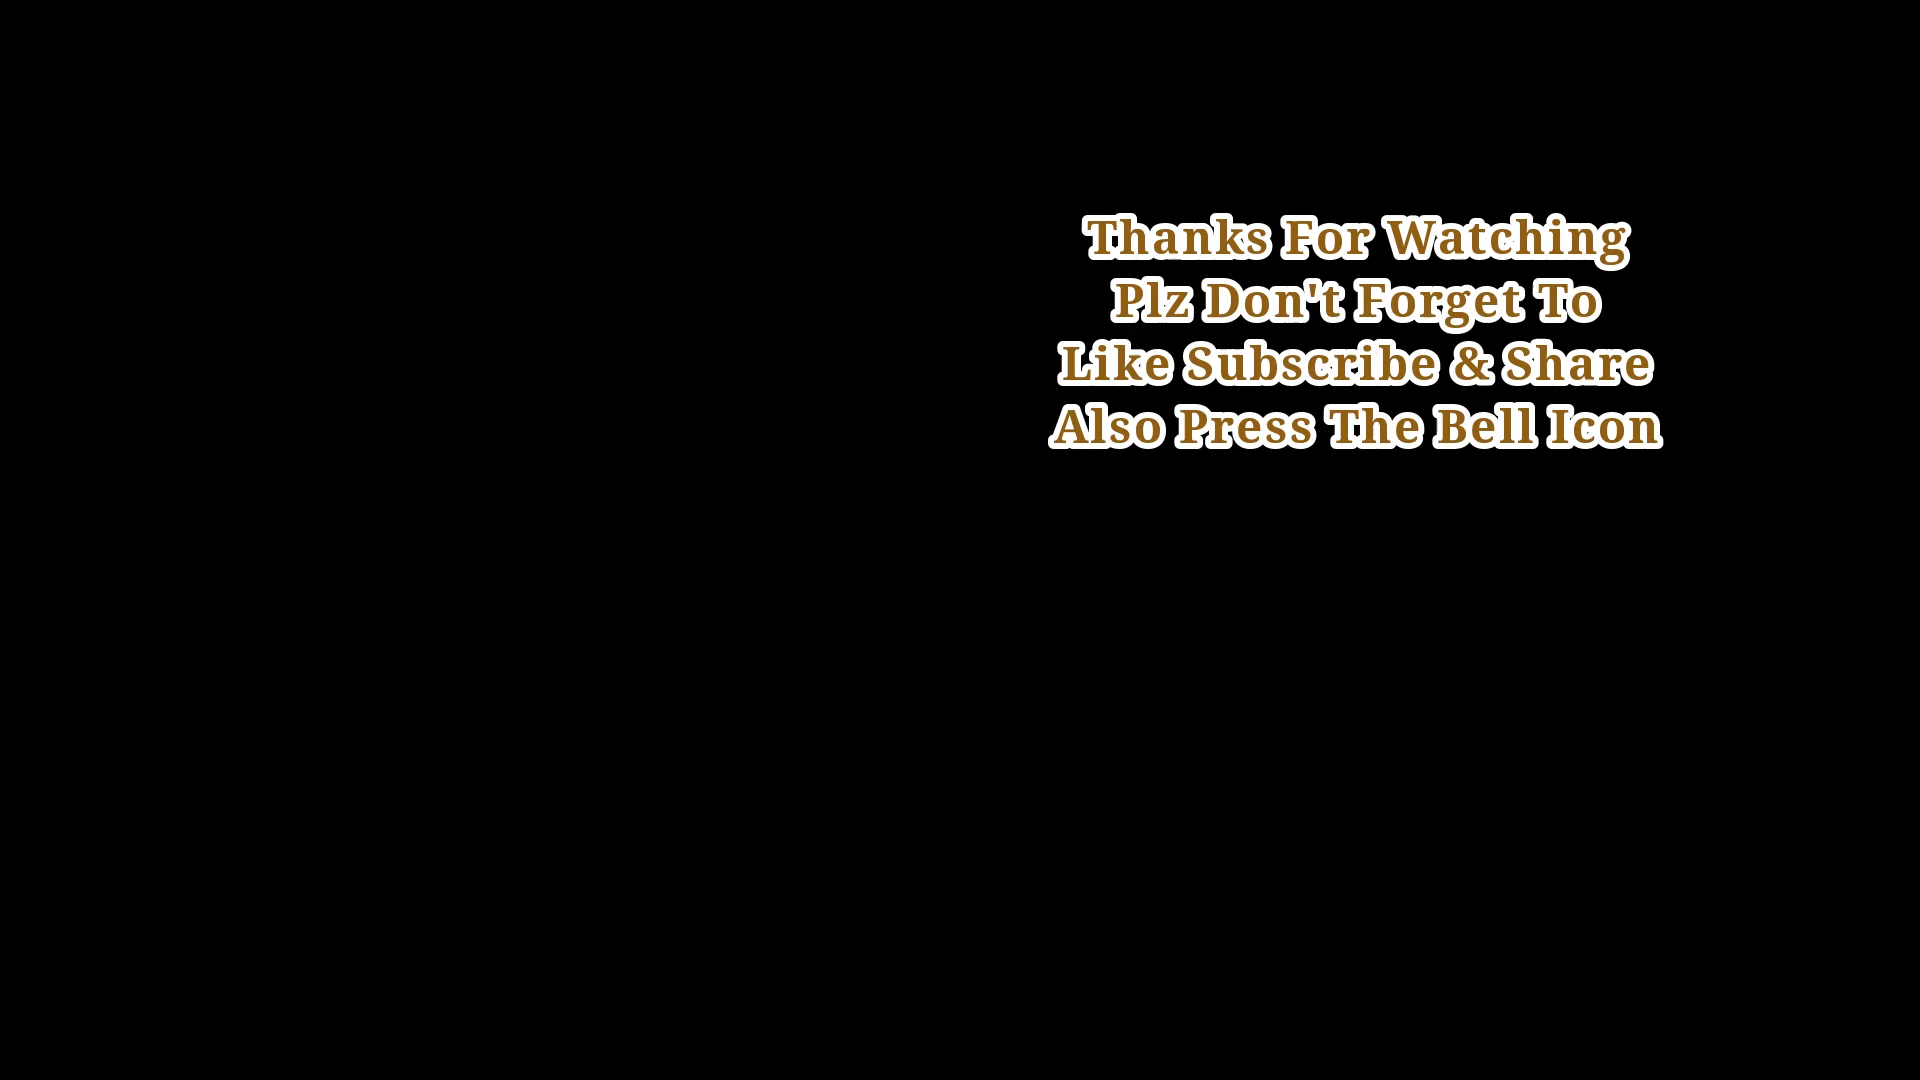 Thanks For Watching
Plz Don't Forget To
Like Subscribe & Share
Also Press The Bell Icon